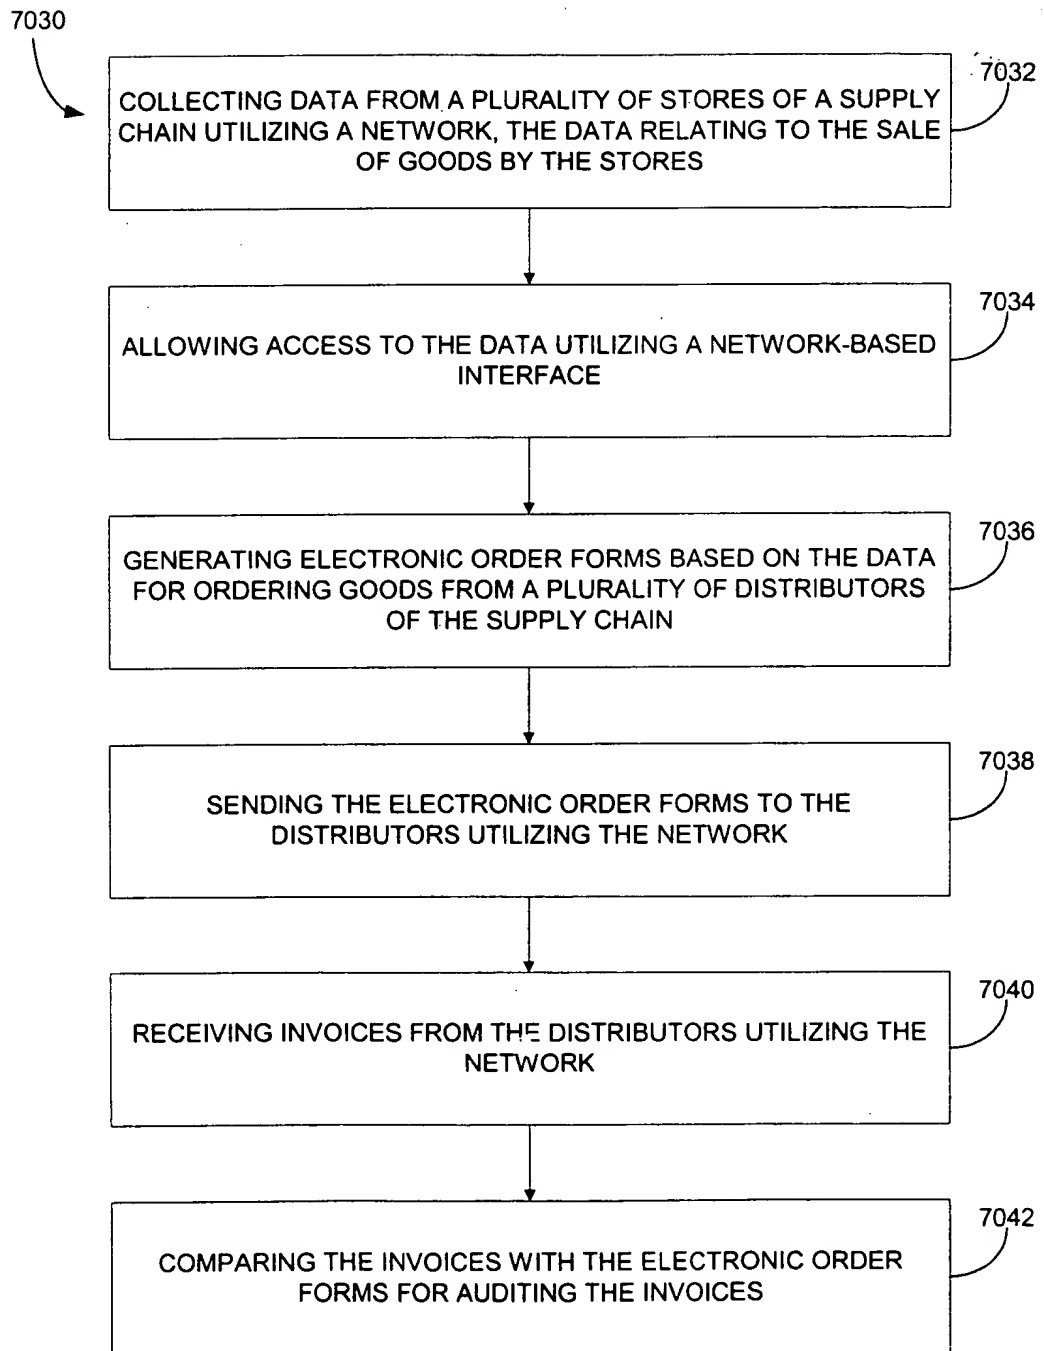 7030
7032
COLLECTING DATA FROM A PLURALITY OF STORES OF A SUPPLY
CHAIN UTILIZING A NETWORK, THE DATA RELATING TO THE SALE
OF GOODS BY THE STORES
7034
ALLOWING ACCESS TO THE DATA UTILIZING A NETWORK-BASED
INTERFACE
7036
GENERATING ELECTRONIC ORDER FORMS BASED ON THE DATA
FOR ORDERING GOODS FROM A PLURALITY OF DISTRIBUTORS
OF THE SUPPLY CHAIN
7038
SENDING THE ELECTRONIC ORDER FORMS TO THE
DISTRIBUTORS UTILIZING THE NETWORK
7040
RECEIVING INVOICES FROM THE DISTRIBUTORS UTILIZING THE
NETWORK
7042
COMPARING THE INVOICES WITH THE ELECTRONIC ORDER
FORMS FOR AUDITING THE INVOICES